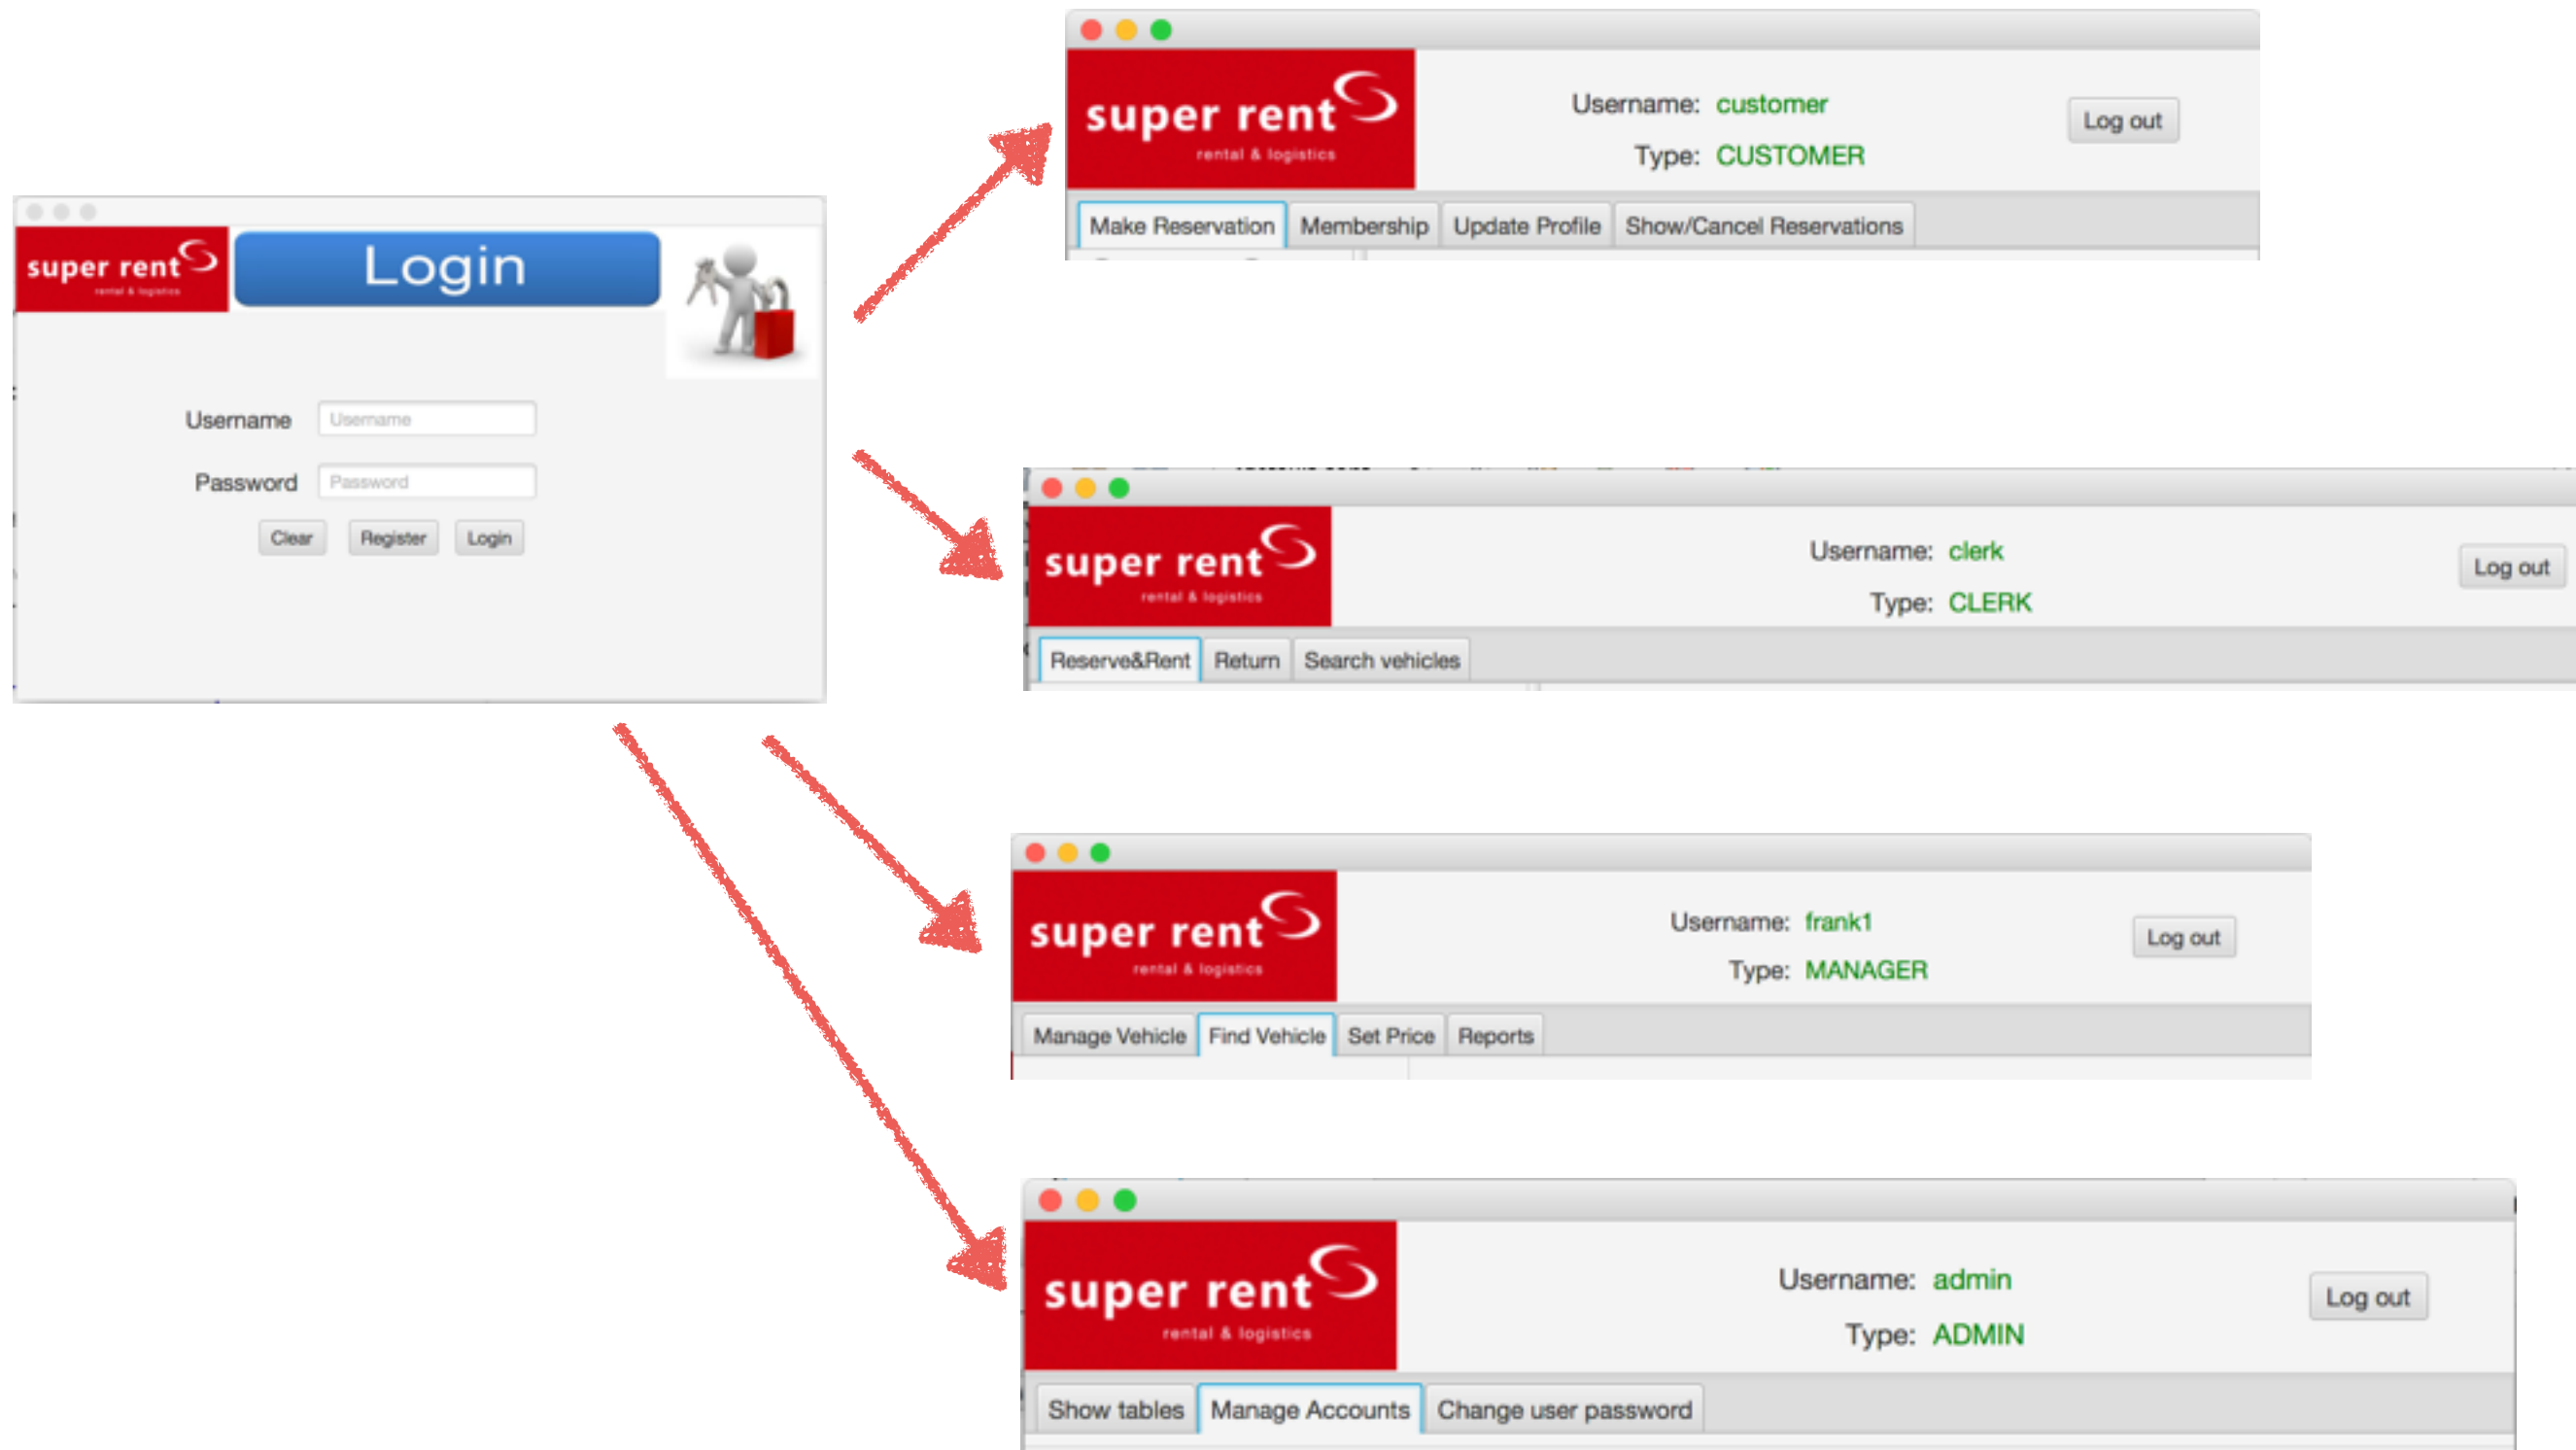 super rent
rental & logistics
Login
Username Username
Password Password
Clear Register Login
super rent
rental & logistics
Username: customer
Type: CUSTOMER
Log out
Make Reservation Membership Update Profile Show/Cancel Reservations
super rent
rental & logistics
Username: clerk
Type: CLERK
Log out
Reserve&Rent Return Search vehicles
super rent
rental & logistics
Username: frank1
Type: MANAGER
Log out
Manage Vehicle Find Vehicle Set Price Reports
super rent
rental & logistics
Username: admin
Type: ADMIN
Log out
Show tables Manage Accounts Change user password